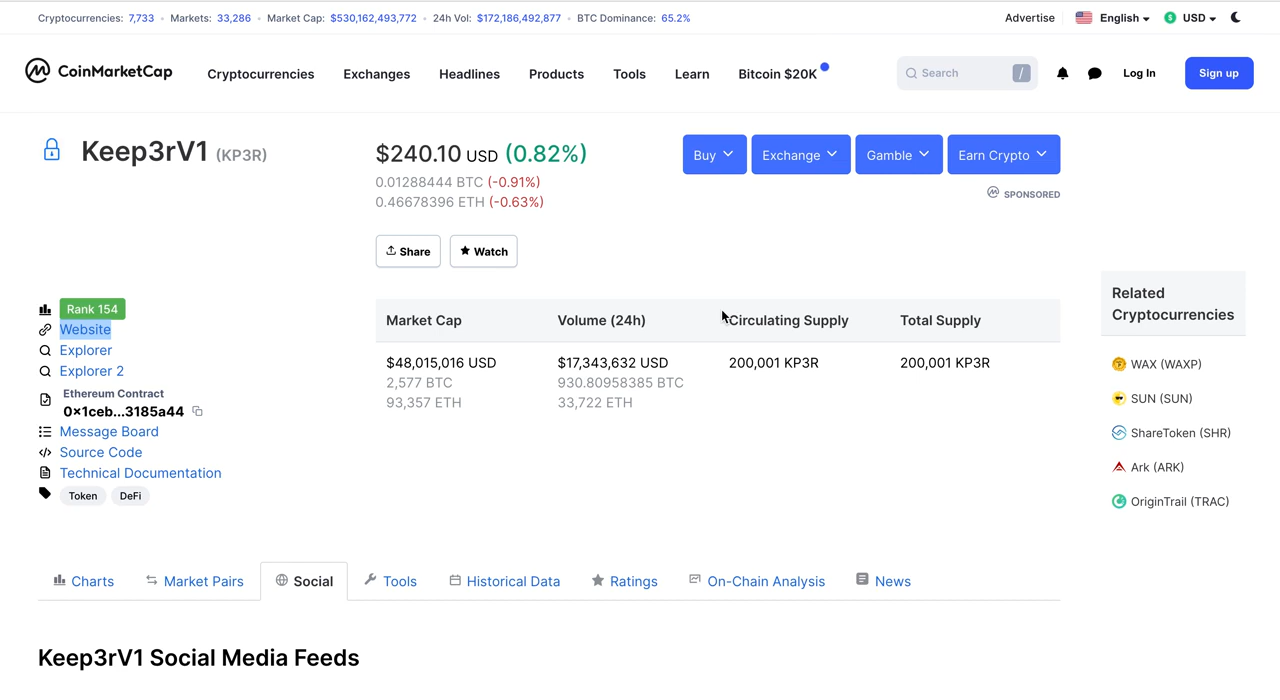 Cryptocurrencies: 7,733 • Markets: 33,286 • Market Cap: $530,162,493,772 • 24h Vol: $172,186,492,877 • BTC Dominance: 65.2%
Advertise English USD
CoinMarketCap Cryptocurrencies Exchanges Headlines Products Tools Learn Bitcoin $20K Search / Log In Sign up
Keep3rV1 (KP3R)
$240.10 USD (0.82%)
0.01288444 BTC (-0.91%)
0.46678396 ETH (-0.63%)
Buy Exchange Gamble Earn Crypto
SPONSORED
Share Watch
Rank 154
Website
Explorer
Explorer 2
Ethereum Contract
0x1ceb...3185a44
Message Board
Source Code
Technical Documentation
Token DeFi
Market Cap Volume (24h) Circulating Supply Total Supply
$48,015,016 USD $17,343,632 USD 200,001 KP3R 200,001 KP3R
2,577 BTC 930.80958385 BTC
93,357 ETH 33,722 ETH
Related
Cryptocurrencies
WAX (WAXP)
SUN (SUN)
ShareToken (SHR)
Ark (ARK)
OriginTrail (TRAC)
Charts Market Pairs Social Tools Historical Data Ratings On-Chain Analysis News
Keep3rV1 Social Media Feeds